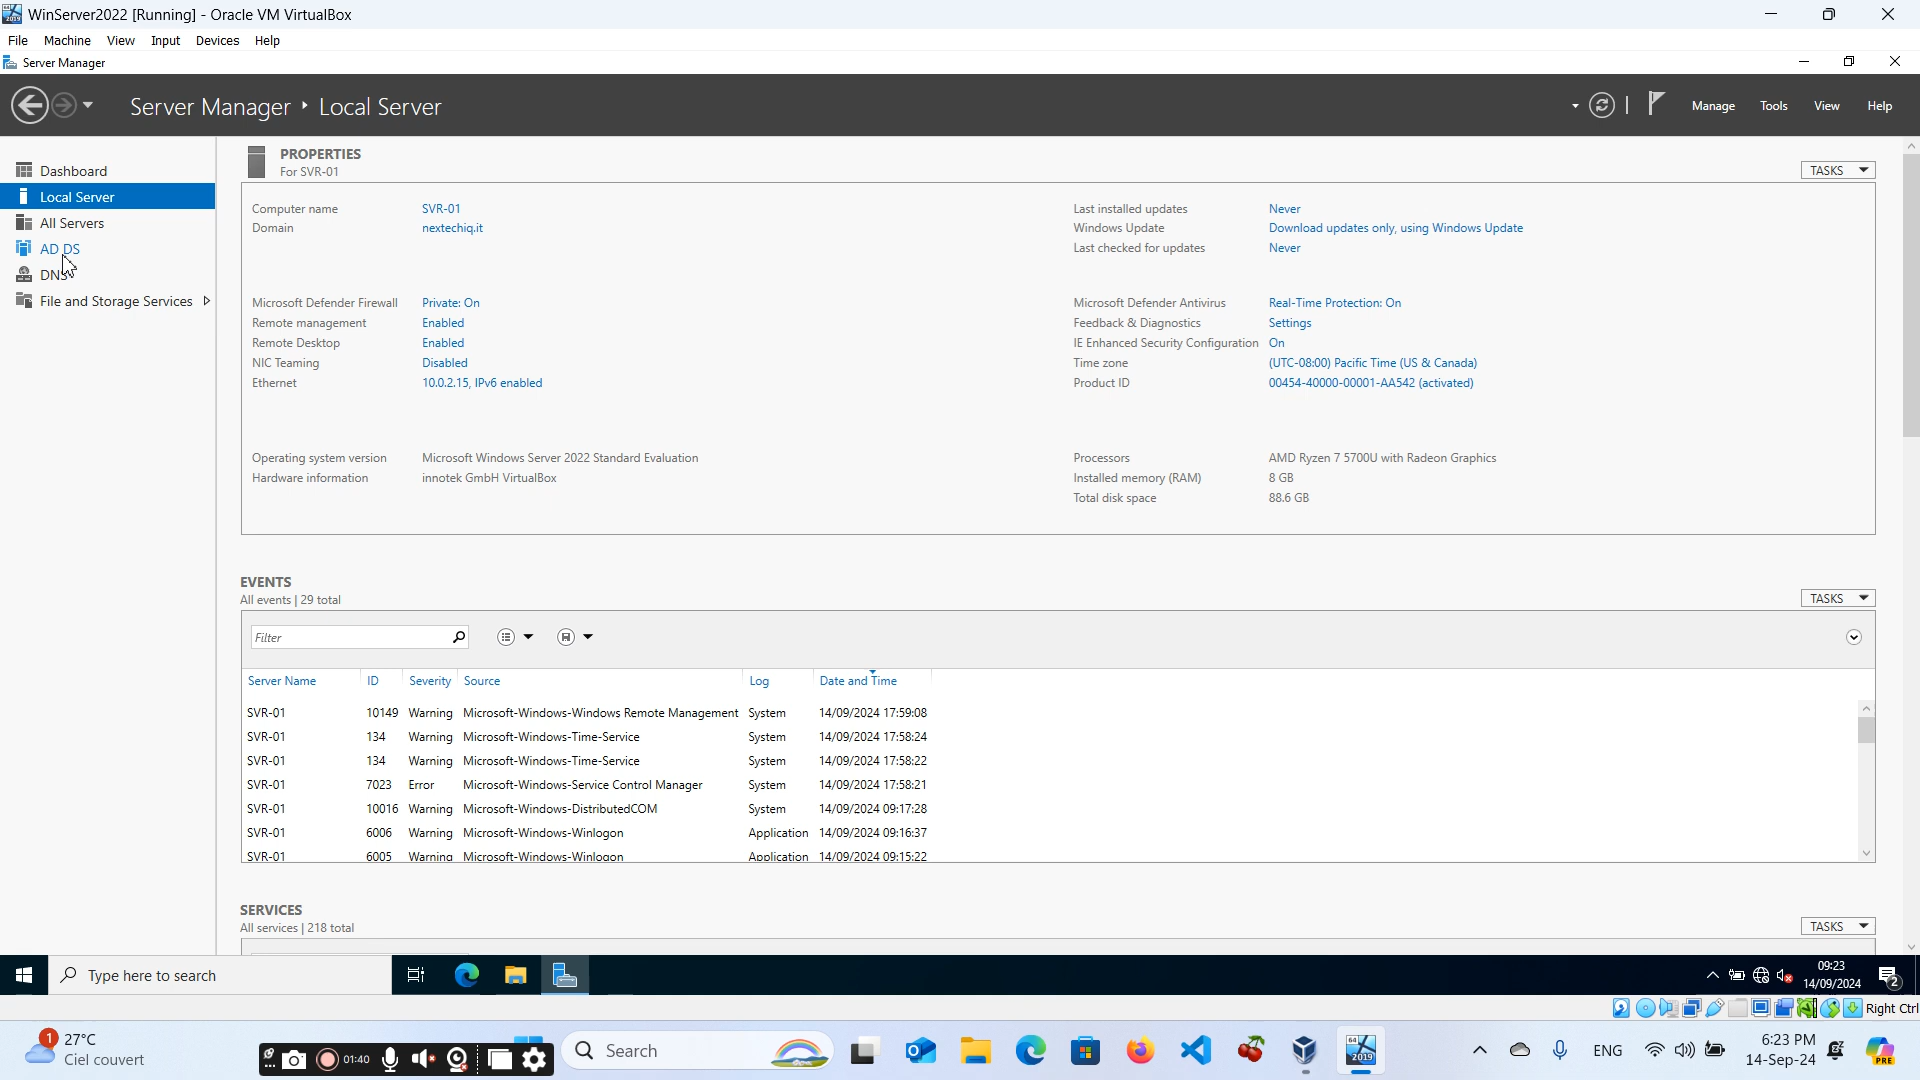 WinServer2022 [Running] - Oracle VM VirtualBox
File Machine View Input Devices Help
Server Manager
Server Manager Local Server
Manage Tools View Help
Dashboard
Local Server
All Servers
AD DS
DNS
File and Storage Services
PROPERTIES
For SVR-01
TASKS
Computer name SVR-01
Domain nextechiq.it
Last installed updates Never
Windows Update Download updates only, using Windows Update
Last checked for updates Never
Microsoft Defender Firewall Private: On
Remote management Enabled
Remote Desktop Enabled
NIC Teaming Disabled
Ethernet 10.0.2.15, IPv6 enabled
Microsoft Defender Antivirus Real-Time Protection: On
Feedback & Diagnostics Settings
IE Enhanced Security Configuration On
Time zone (UTC-08:00) Pacific Time (US & Canada)
Product ID 00454-40000-00001-AA542 (activated)
Operating system version Microsoft Windows Server 2022 Standard Evaluation
Hardware information innotek GmbH VirtualBox
Processors AMD Ryzen 7 5700U with Radeon Graphics
Installed memory (RAM) 8 GB
Total disk space 88.6 GB
EVENTS
All events | 29 total
TASKS
Filter
Server Name ID Severity Source Log Date and Time
SVR-01 10149 Warning Microsoft-Windows-Windows Remote Management System 14/09/2024 17:59:08
SVR-01 134 Warning Microsoft-Windows-Time-Service System 14/09/2024 17:58:24
SVR-01 134 Warning Microsoft-Windows-Time-Service System 14/09/2024 17:58:22
SVR-01 7023 Error Microsoft-Windows-Service Control Manager System 14/09/2024 17:58:21
SVR-01 10016 Warning Microsoft-Windows-DistributedCOM System 14/09/2024 09:17:28
SVR-01 6006 Warning Microsoft-Windows-Winlogon Application 14/09/2024 09:16:37
SVR-01 6005 Warning Microsoft-Windows-Winlogon Application 14/09/2024 09:15:22
SERVICES
All services | 218 total
TASKS
Type here to search
09:23
14/09/2024
2
Right Ctrl
1
27°C
Ciel couvert
01:40
Search
64
2019
ENG
6:23 PM
14-Sep-24
PRE